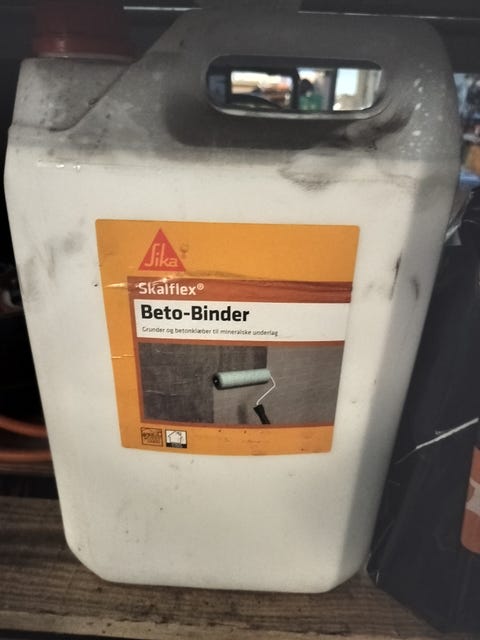 Sika
Skalflex®
Beto-Binder
Grunder og betonklæber til mineralske underlag